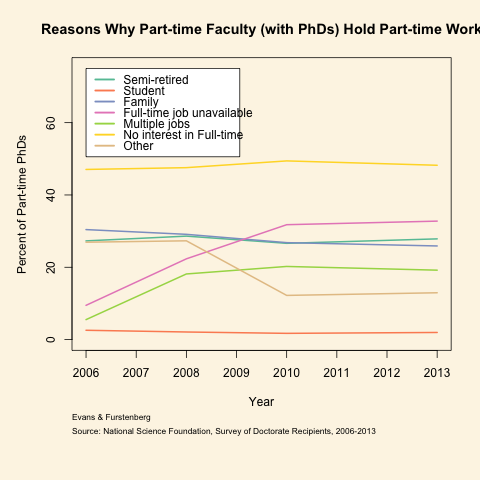 Reasons Why Part-time Faculty (with PhDs) Hold Part-time Work
Semi-retired
Student
Family
Full-time job unavailable
Multiple jobs
No interest in Full-time
Other
Percent of Part-time PhDs
60
40
20
0
2006 2007 2008 2009 2010 2011 2012 2013
Year
Evans & Furstenberg
Source: National Science Foundation, Survey of Doctorate Recipients, 2006-2013